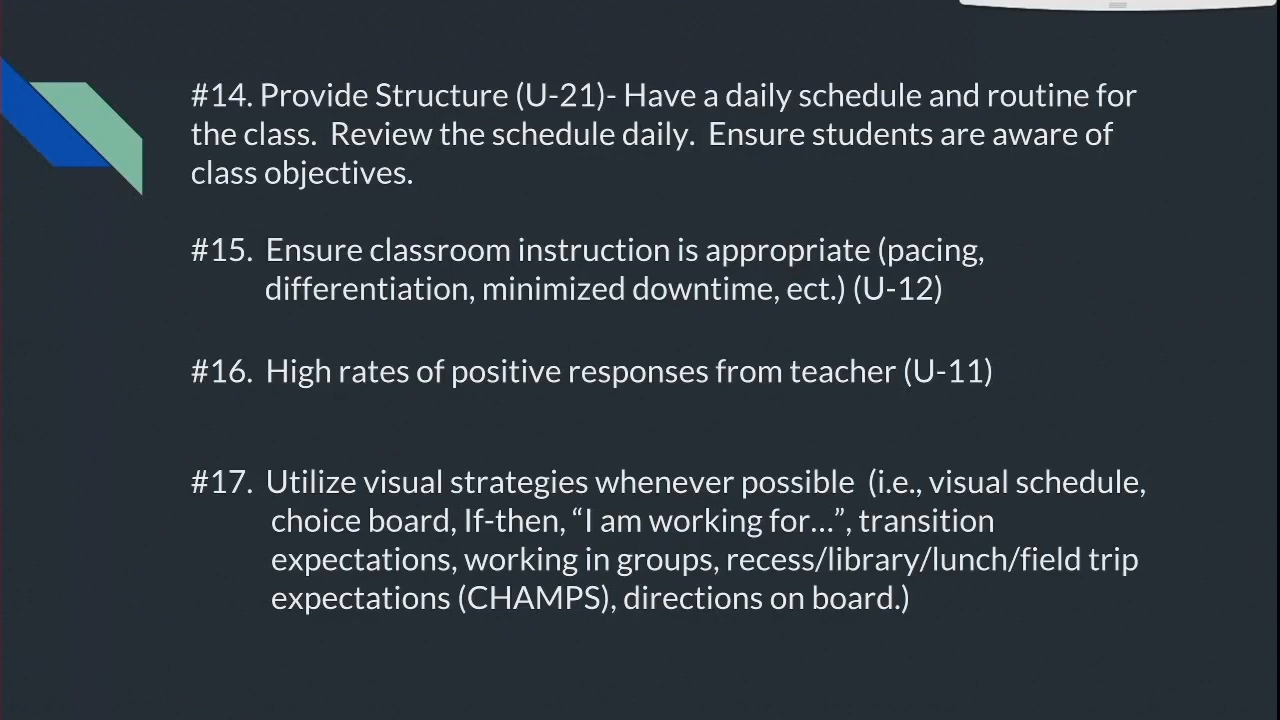 #14. Provide Structure (U-21)- Have a daily schedule and routine for
the class.  Review the schedule daily.  Ensure students are aware of
class objectives.
#15.  Ensure classroom instruction is appropriate (pacing,
differentiation, minimized downtime, ect.) (U-12)
#16.  High rates of positive responses from teacher (U-11)
#17.  Utilize visual strategies whenever possible  (i.e., visual schedule,
choice board, If-then, “I am working for…”, transition
expectations, working in groups, recess/library/lunch/field trip
expectations (CHAMPS), directions on board.)